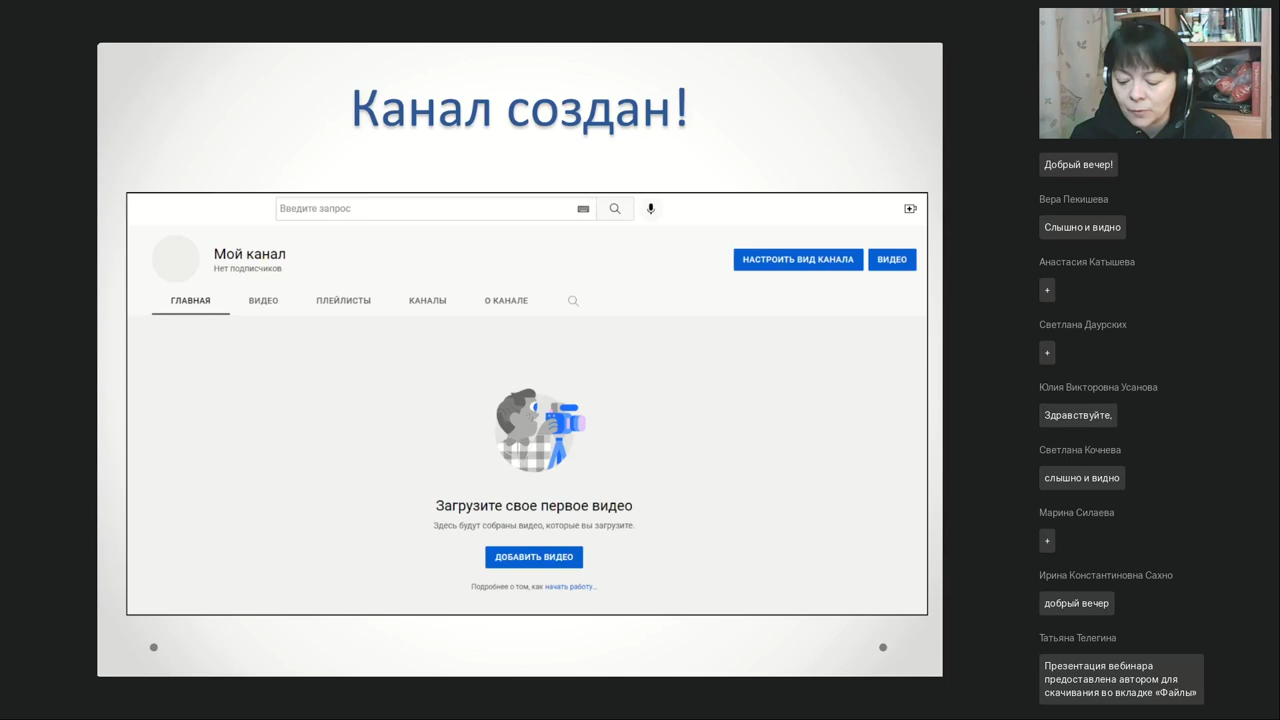 Канал создан!
Введите запрос
Мой канал
Нет подписчиков
НАСТРОИТЬ ВИД КАНАЛА
ВИДЕО
ГЛАВНАЯ
ВИДЕО
ПЛЕЙЛИСТЫ
КАНАЛЫ
О КАНАЛЕ
Загрузите свое первое видео
Здесь будут собраны видео, которые вы загрузите.
ДОБАВИТЬ ВИДЕО
Подробнее о том, как начать работу…
Добрый вечер!
Вера Пекишева
Слышно и видно
Анастасия Катышева
+
Светлана Даурских
+
Юлия Викторовна Усанова
Здравствуйте,
Светлана Кочнева
слышно и видно
Марина Силаева
+
Ирина Константиновна Сахно
добрый вечер
Татьяна Телегина
Презентация вебинара
предоставлена автором для
скачивания во вкладке «Файлы»